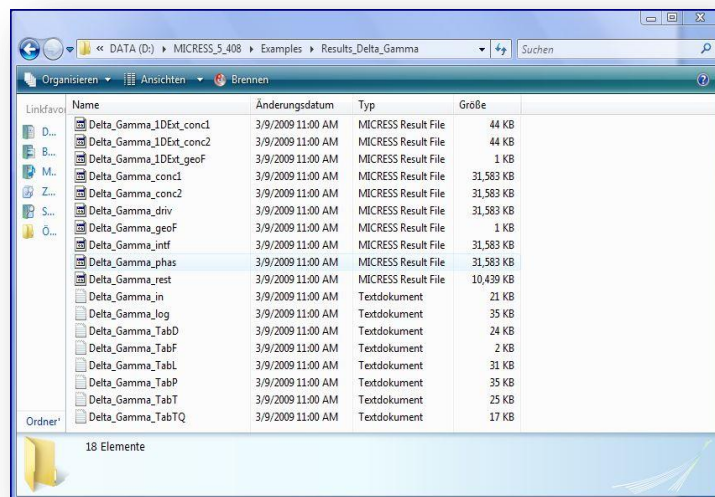 « DATA (D:) ▸ MICRESS_5_408 ▸ Examples ▸ Results_Delta_Gamma Suchen
Organisieren Ansichten Brennen
Linkfavo Name Änderungsdatum Typ Größe
Delta_Gamma_1DExt_conc1 3/9/2009 11:00 AM MICRESS Result File 44 KB
D... Delta_Gamma_1DExt_conc2 3/9/2009 11:00 AM MICRESS Result File 44 KB
B... Delta_Gamma_1DExt_geoF 3/9/2009 11:00 AM MICRESS Result File 1 KB
M.. Delta_Gamma_conc1 3/9/2009 11:00 AM MICRESS Result File 31,583 KB
Z... Delta_Gamma_conc2 3/9/2009 11:00 AM MICRESS Result File 31,583 KB
S... Delta_Gamma_driv 3/9/2009 11:00 AM MICRESS Result File 31,583 KB
Ö... Delta_Gamma_geoF 3/9/2009 11:00 AM MICRESS Result File 1 KB
Delta_Gamma_intf 3/9/2009 11:00 AM MICRESS Result File 31,583 KB
Delta_Gamma_phas 3/9/2009 11:00 AM MICRESS Result File 31,583 KB
Delta_Gamma_rest 3/9/2009 11:00 AM MICRESS Result File 10,439 KB
Delta_Gamma_in 3/9/2009 11:00 AM Textdokument 21 KB
Delta_Gamma_log 3/9/2009 11:00 AM Textdokument 35 KB
Delta_Gamma_TabD 3/9/2009 11:00 AM Textdokument 24 KB
Delta_Gamma_TabF 3/9/2009 11:00 AM Textdokument 2 KB
Delta_Gamma_TabL 3/9/2009 11:00 AM Textdokument 31 KB
Delta_Gamma_TabP 3/9/2009 11:00 AM Textdokument 35 KB
Delta_Gamma_TabT 3/9/2009 11:00 AM Textdokument 25 KB
Ordner Delta_Gamma_TabTQ 3/9/2009 11:00 AM Textdokument 17 KB
18 Elemente